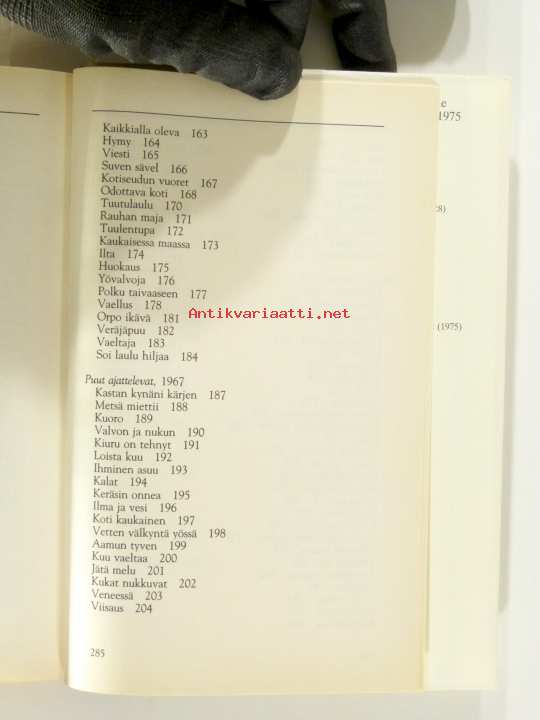 Kaikkialla oleva 163
Hymy 164
Viesti 165
Suven sävel 166
Kotiseudun vuoret 167
Odottava koti 168
Tuutulaulu 170
Rauhan maja 171
Tuulentupa 172
Kaukaisessa maassa 173
Ilta 174
Huokaus 175
Yövalvoja 176
Polku taivaaseen 177
Vaellus 178
Orpo ikävä 181
Veräjäpuu 182
Vaeltaja 183
Soi laulu hiljaa 184
Puut ajattelevat, 1967
Kastan kynäni kärjen 187
Metsä miettii 188
Kuoro 189
Valvon ja nukun 190
Kiuru on tehnyt 191
Loista kuu 192
Ihminen asuu 193
Kalat 194
Keräsin onnea 195
Ilma ja vesi 196
Koti kaukainen 197
Vetten välkyntä yössä 198
Aamun tyven 199
Kuu vaeltaa 200
Jätä melu 201
Kukat nukkuvat 202
Veneessä 203
Viisaus 204
285
e
1975
8)
(1975)
Antikvariaatti.net